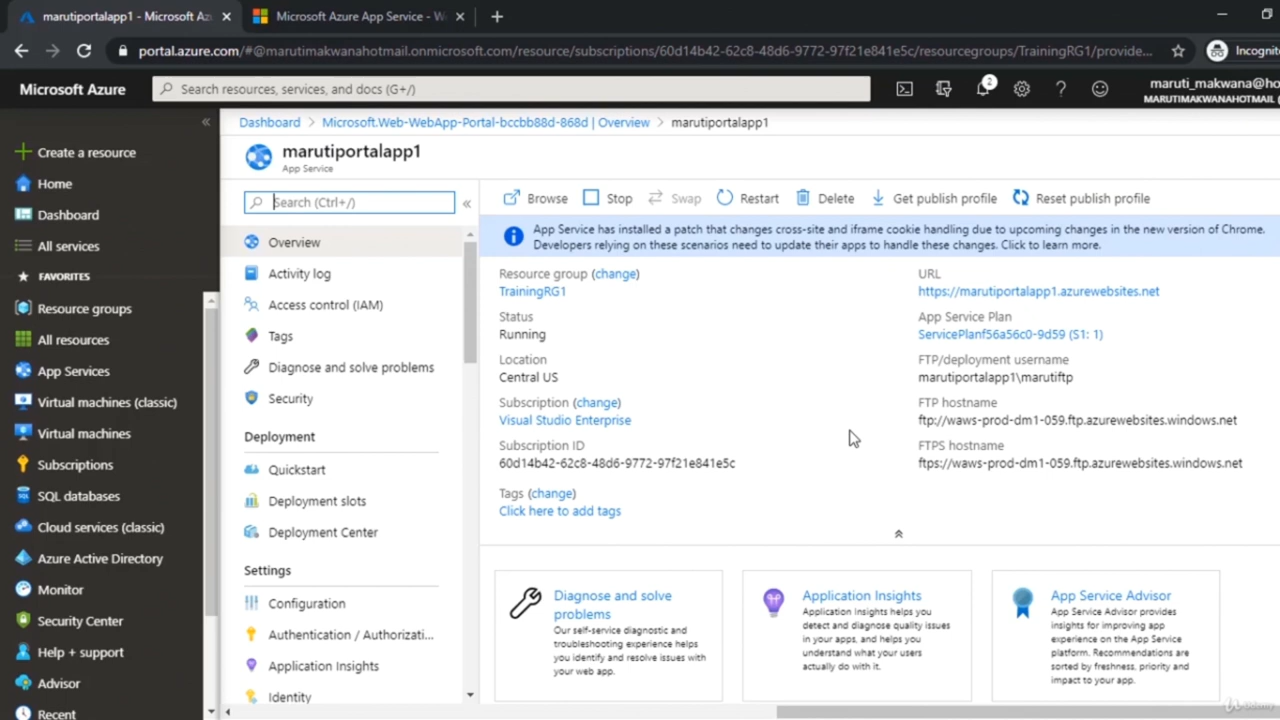 marutiportalapp1 - Microsoft Az
Microsoft Azure App Service - W
portal.azure.com/#@marutimakwanahotmail.onmicrosoft.com/resource/subscriptions/60d14b42-62c8-48d6-9772-97f21e841e5c/resourcegroups/TrainingRG1/provide...
Incognito
Microsoft Azure
Search resources, services, and docs (G+/)
2
maruti_makwana@ho
MARUTIMAKWANAHOTMAIL
Dashboard > Microsoft.Web-WebApp-Portal-bccbb88d-868d | Overview > marutiportalapp1
marutiportalapp1
App Service
Create a resource
Home
Dashboard
All services
FAVORITES
Resource groups
All resources
App Services
Virtual machines (classic)
Virtual machines
Subscriptions
SQL databases
Cloud services (classic)
Azure Active Directory
Monitor
Security Center
Help + support
Advisor
Recent
Search (Ctrl+/)
Overview
Activity log
Access control (IAM)
Tags
Diagnose and solve problems
Security
Deployment
Quickstart
Deployment slots
Deployment Center
Settings
Configuration
Authentication / Authorizati...
Application Insights
Identity
Browse Stop Swap Restart Delete Get publish profile Reset publish profile
App Service has installed a patch that changes cross-site and iframe cookie handling due to upcoming changes in the new version of Chrome.
Developers relying on these scenarios need to update their apps to handle these changes. Click to learn more.
Resource group (change)
TrainingRG1
Status
Running
Location
Central US
Subscription (change)
Visual Studio Enterprise
Subscription ID
60d14b42-62c8-48d6-9772-97f21e841e5c
Tags (change)
Click here to add tags
URL
https://marutiportalapp1.azurewebsites.net
App Service Plan
ServicePlanf56a56c0-9d59 (S1: 1)
FTP/deployment username
marutiportalapp1\marutiftp
FTP hostname
ftp://waws-prod-dm1-059.ftp.azurewebsites.windows.net
FTPS hostname
ftps://waws-prod-dm1-059.ftp.azurewebsites.windows.net
Diagnose and solve
problems
Our self-service diagnostic and
troubleshooting experience helps
you identify and resolve issues with
your web app.
Application Insights
Application Insights helps you
detect and diagnose quality issues
in your apps, and helps you
understand what your users
actually do with it.
App Service Advisor
App Service Advisor provides
insights for improving app
experience on the App Service
platform. Recommendations are
sorted by freshness, priority and
impact to your app.
Udemy